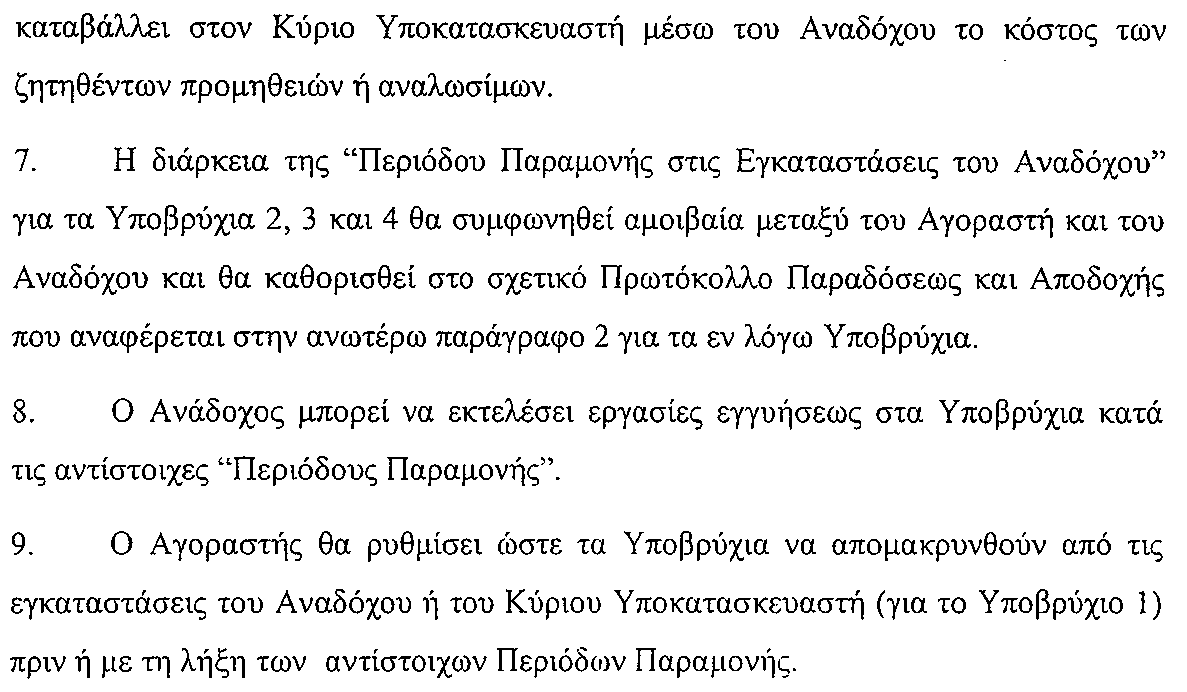 καταβάλλει στον Κύριο Υποκατασκευαστή μέσω του Αναδόχου το κόστος των
ζητηθέντων προμηθειών ή αναλωσίμων.
7. Η διάρκεια της “Περιόδου Παραμονής στις Εγκαταστάσεις του Αναδόχου”
για τα Υποβρύχια 2, 3 και 4 θα συμφωνηθεί αμοιβαία μεταξύ του Αγοραστή και του
Αναδόχου και θα καθορισθεί στο σχετικό Πρωτόκολλο Παραδόσεως και Αποδοχής
που αναφέρεται στην ανωτέρω παράγραφο 2 για τα εν λόγω Υποβρύχια.
8. Ο Ανάδοχος μπορεί να εκτελέσει εργασίες εγγυήσεως στα Υποβρύχια κατά
τις αντίστοιχες “Περιόδους Παραμονής”.
9. Ο Αγοραστής θα ρυθμίσει ώστε τα Υποβρύχια να απομακρυνθούν από τις
εγκαταστάσεις του Αναδόχου ή του Κύριου Υποκατασκευαστή (για το Υποβρύχιο 1)
πριν ή με τη λήξη των αντίστοιχων Περιόδων Παραμονής.